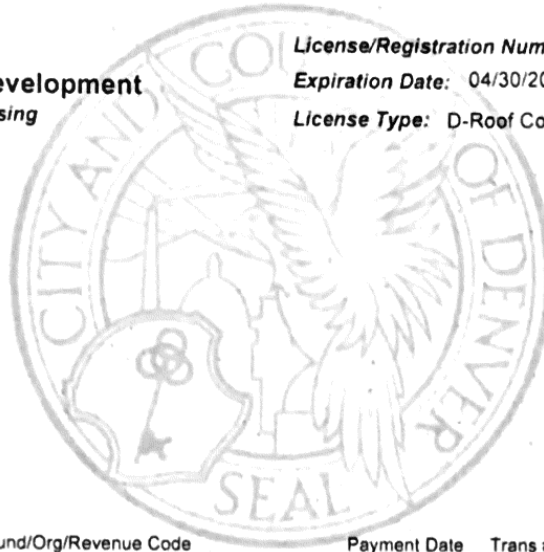 License/Registration Num
evelopment
Expiration Date: 04/30/20
sing
License Type: D-Roof Co
CITY AND COU OF DENVER
SEAL
und/Org/Revenue Code Payment Date Trans